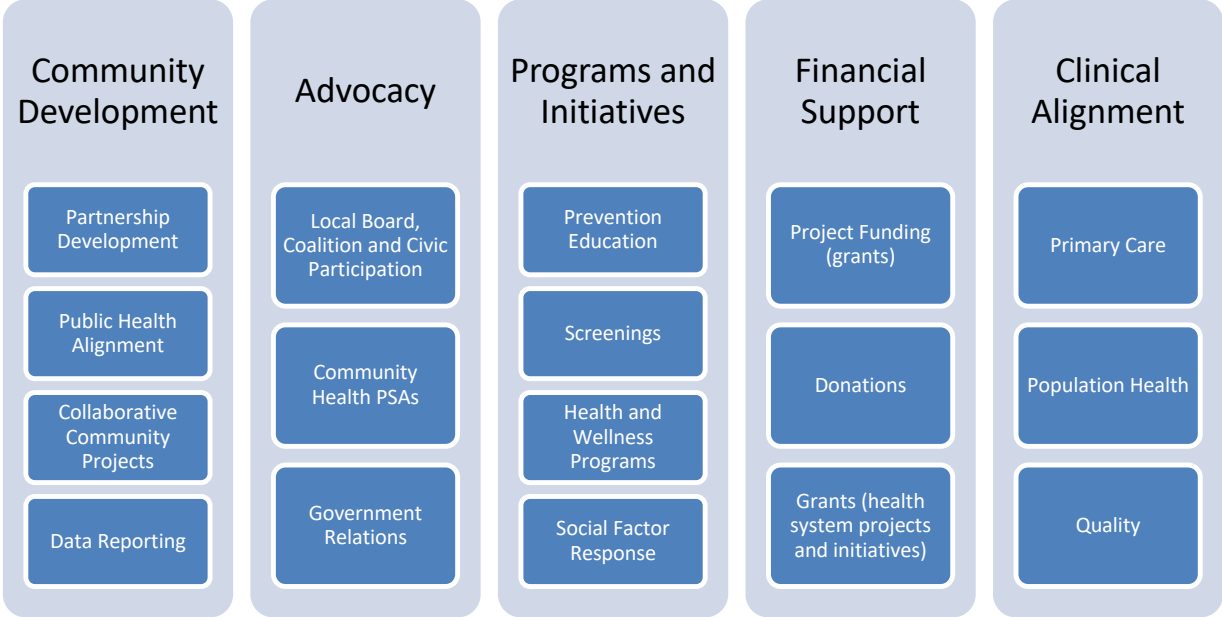 Community
Development
Partnership
Development
Public Health
Alignment
Collaborative
Community
Projects
Data Reporting
Advocacy
Local Board,
Coalition and Civic
Participation
Community
Health PSAs
Government
Relations
Programs and
Initiatives
Prevention
Education
Screenings
Health and
Wellness
Programs
Social Factor
Response
Financial
Support
Project Funding
(grants)
Donations
Grants (health
system projects
and initiatives)
Clinical
Alignment
Primary Care
Population Health
Quality